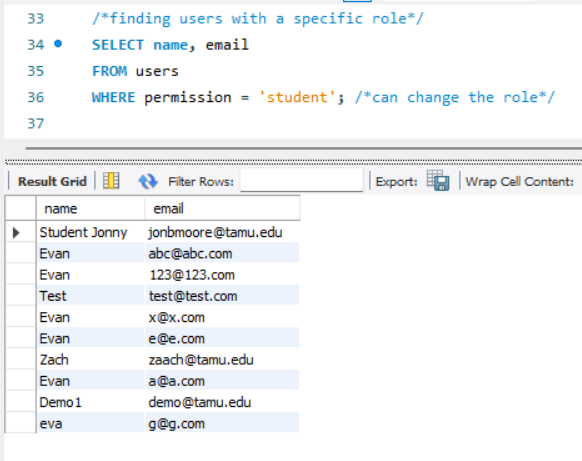 33 /*finding users with a specific role*/
34 SELECT name, email
35 FROM users
36 WHERE permission = 'student'; /*can change the role*/
37
Result Grid Filter Rows: Export: Wrap Cell Content:
name email
Student Jonny jonbmoore@tamu.edu
Evan abc@abc.com
Evan 123@123.com
Test test@test.com
Evan x@x.com
Evan e@e.com
Zach zaach@tamu.edu
Evan a@a.com
Demo1 demo@tamu.edu
eva g@g.com